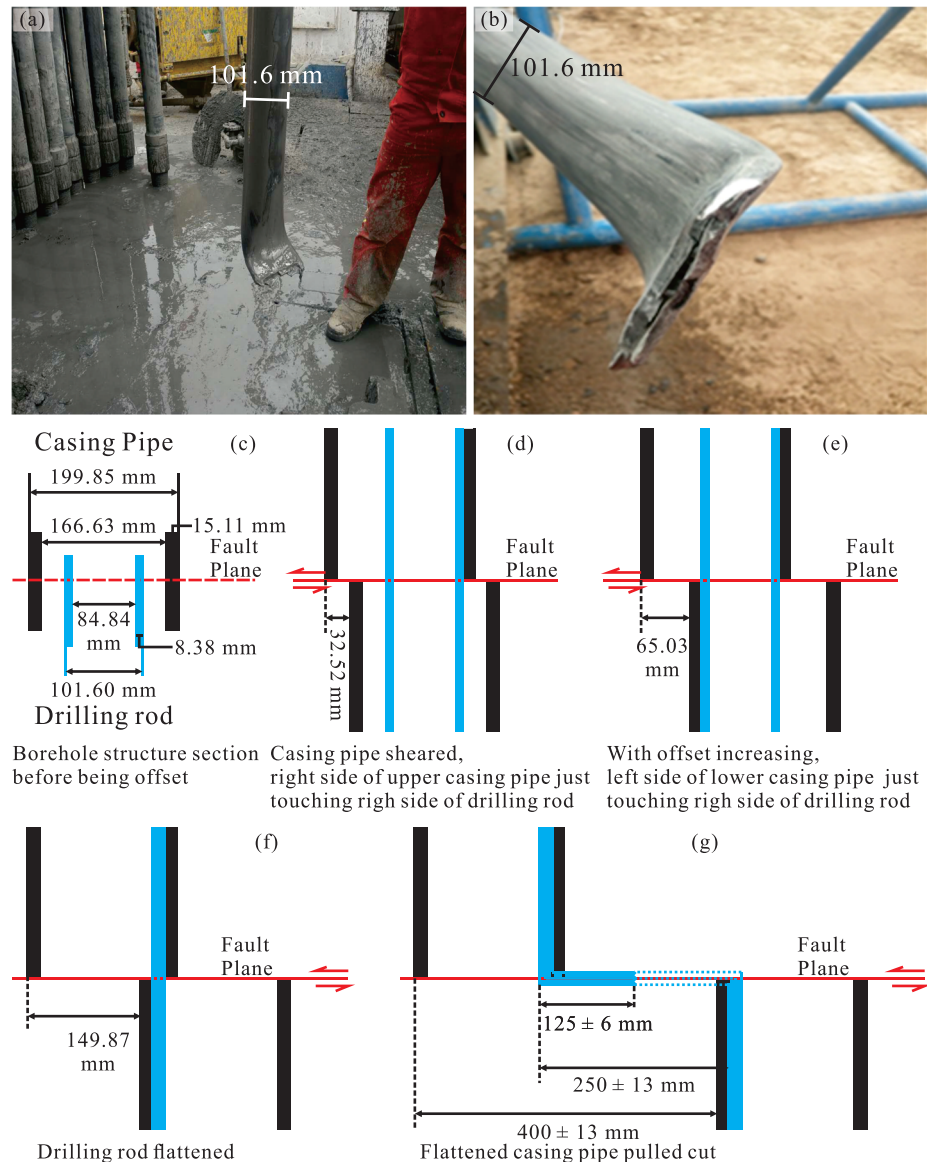 (a)
101.6 mm
(b)
101.6 mm
Casing Pipe
(c)
199.85 mm
166.63 mm
15.11 mm
Fault
Plane
84.84
mm
8.38 mm
101.60 mm
Drilling rod
Borehole structure section
before being offset
(d)
Fault
Plane
32.52 mm
Casing pipe sheared,
right side of upper casing pipe just
touching righ side of drilling rod
(e)
Fault
Plane
65.03
mm
With offset increasing,
left side of lower casing pipe just
touching righ side of drilling rod
(f)
Fault
Plane
149.87
mm
Drilling rod flattened
(g)
Fault
Plane
125 ± 6 mm
250 ± 13 mm
400 ± 13 mm
Flattened casing pipe pulled cut